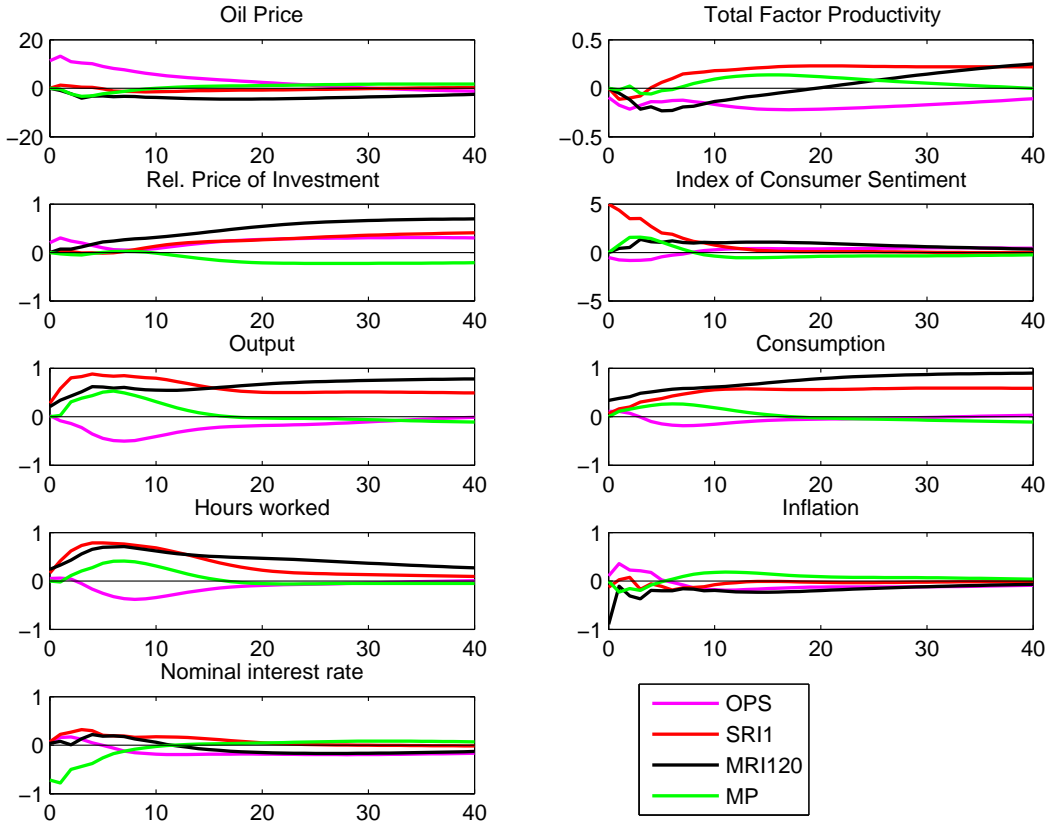 Oil Price
20
0
−20
0 10 20 30 40
Total Factor Productivity
0.5
0
−0.5
0 10 20 30 40
Rel. Price of Investment
1
0
−1
0 10 20 30 40
Index of Consumer Sentiment
5
0
−5
0 10 20 30 40
Output
1
0
−1
0 10 20 30 40
Consumption
1
0
−1
0 10 20 30 40
Hours worked
1
0
−1
0 10 20 30 40
Inflation
1
0
−1
0 10 20 30 40
Nominal interest rate
1
0
−1
0 10 20 30 40
OPS
SRI1
MRI120
MP